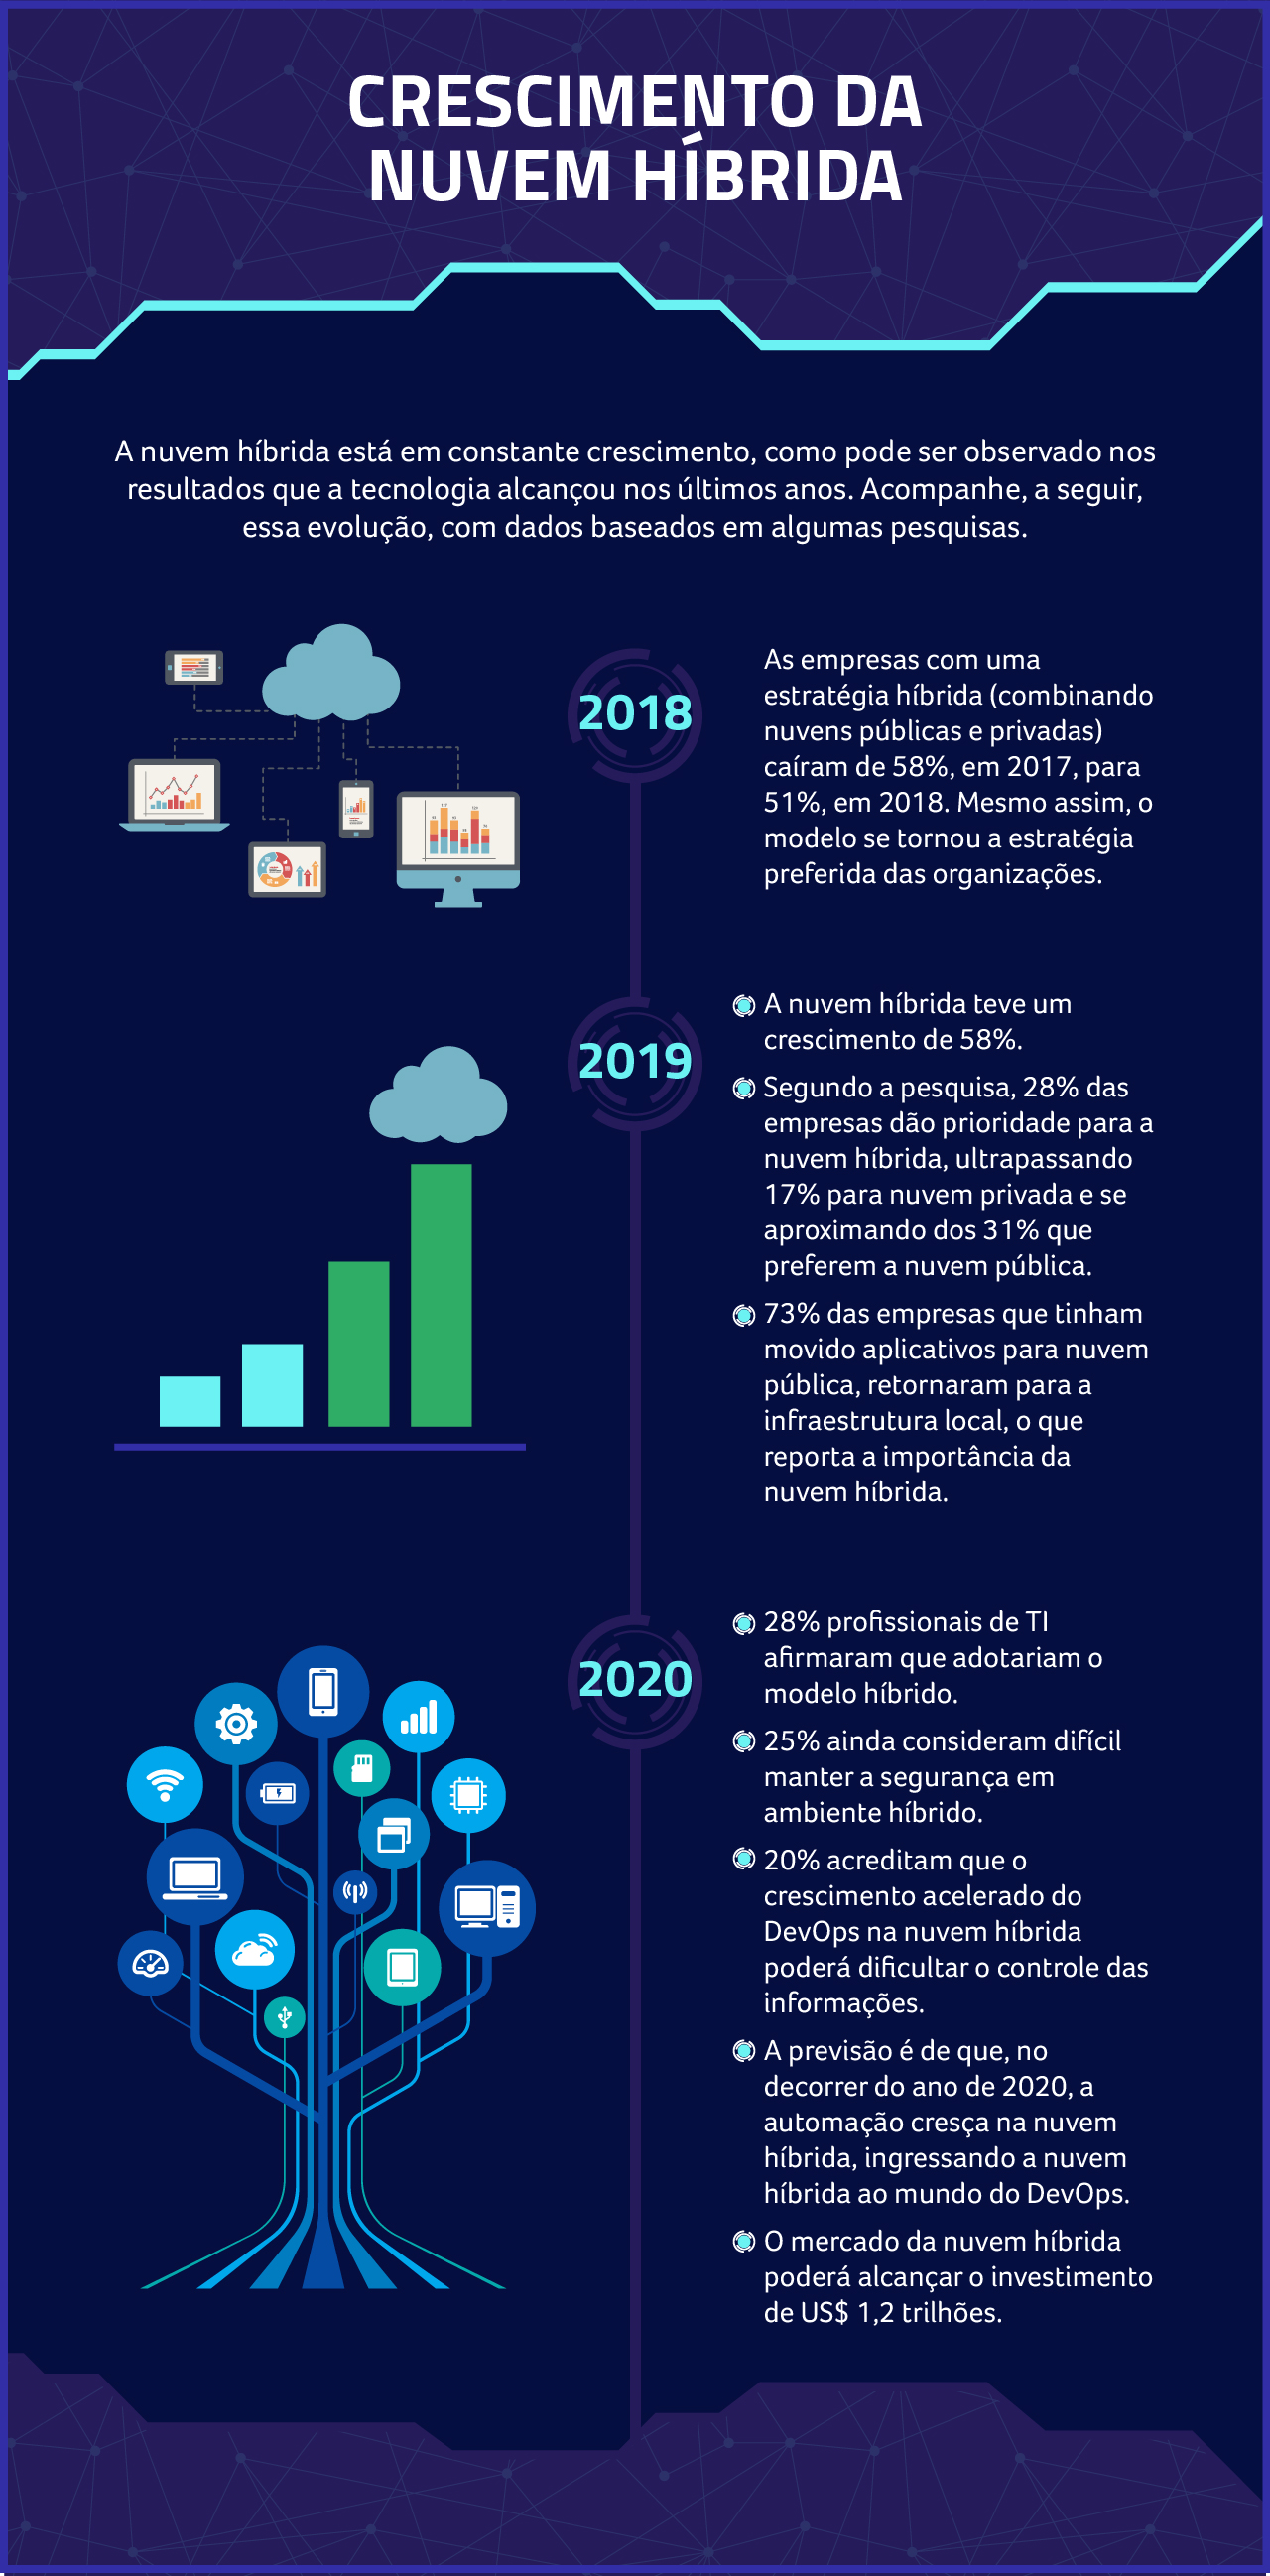 CRESCIMENTO DA
NUVEM HÍBRIDA
A nuvem híbrida está em constante crescimento, como pode ser observado nos
resultados que a tecnologia alcançou nos últimos anos. Acompanhe, a seguir,
essa evolução, com dados baseados em algumas pesquisas.
2018
As empresas com uma
estratégia híbrida (combinando
nuvens públicas e privadas)
caíram de 58%, em 2017, para
51%, em 2018. Mesmo assim, o
modelo se tornou a estratégia
preferida das organizações.
2019
A nuvem híbrida teve um
crescimento de 58%.
Segundo a pesquisa, 28% das
empresas dão prioridade para a
nuvem híbrida, ultrapassando
17% para nuvem privada e se
aproximando dos 31% que
preferem a nuvem pública.
73% das empresas que tinham
movido aplicativos para nuvem
pública, retornaram para a
infraestrutura local, o que
reporta a importância da
nuvem híbrida.
2020
28% profissionais de TI
afirmaram que adotariam o
modelo híbrido.
25% ainda consideram difícil
manter a segurança em
ambiente híbrido.
20% acreditam que o
crescimento acelerado do
DevOps na nuvem híbrida
poderá dificultar o controle das
informações.
A previsão é de que, no
decorrer do ano de 2020, a
automação cresça na nuvem
híbrida, ingressando a nuvem
híbrida ao mundo do DevOps.
O mercado da nuvem híbrida
poderá alcançar o investimento
de US$ 1,2 trilhões.